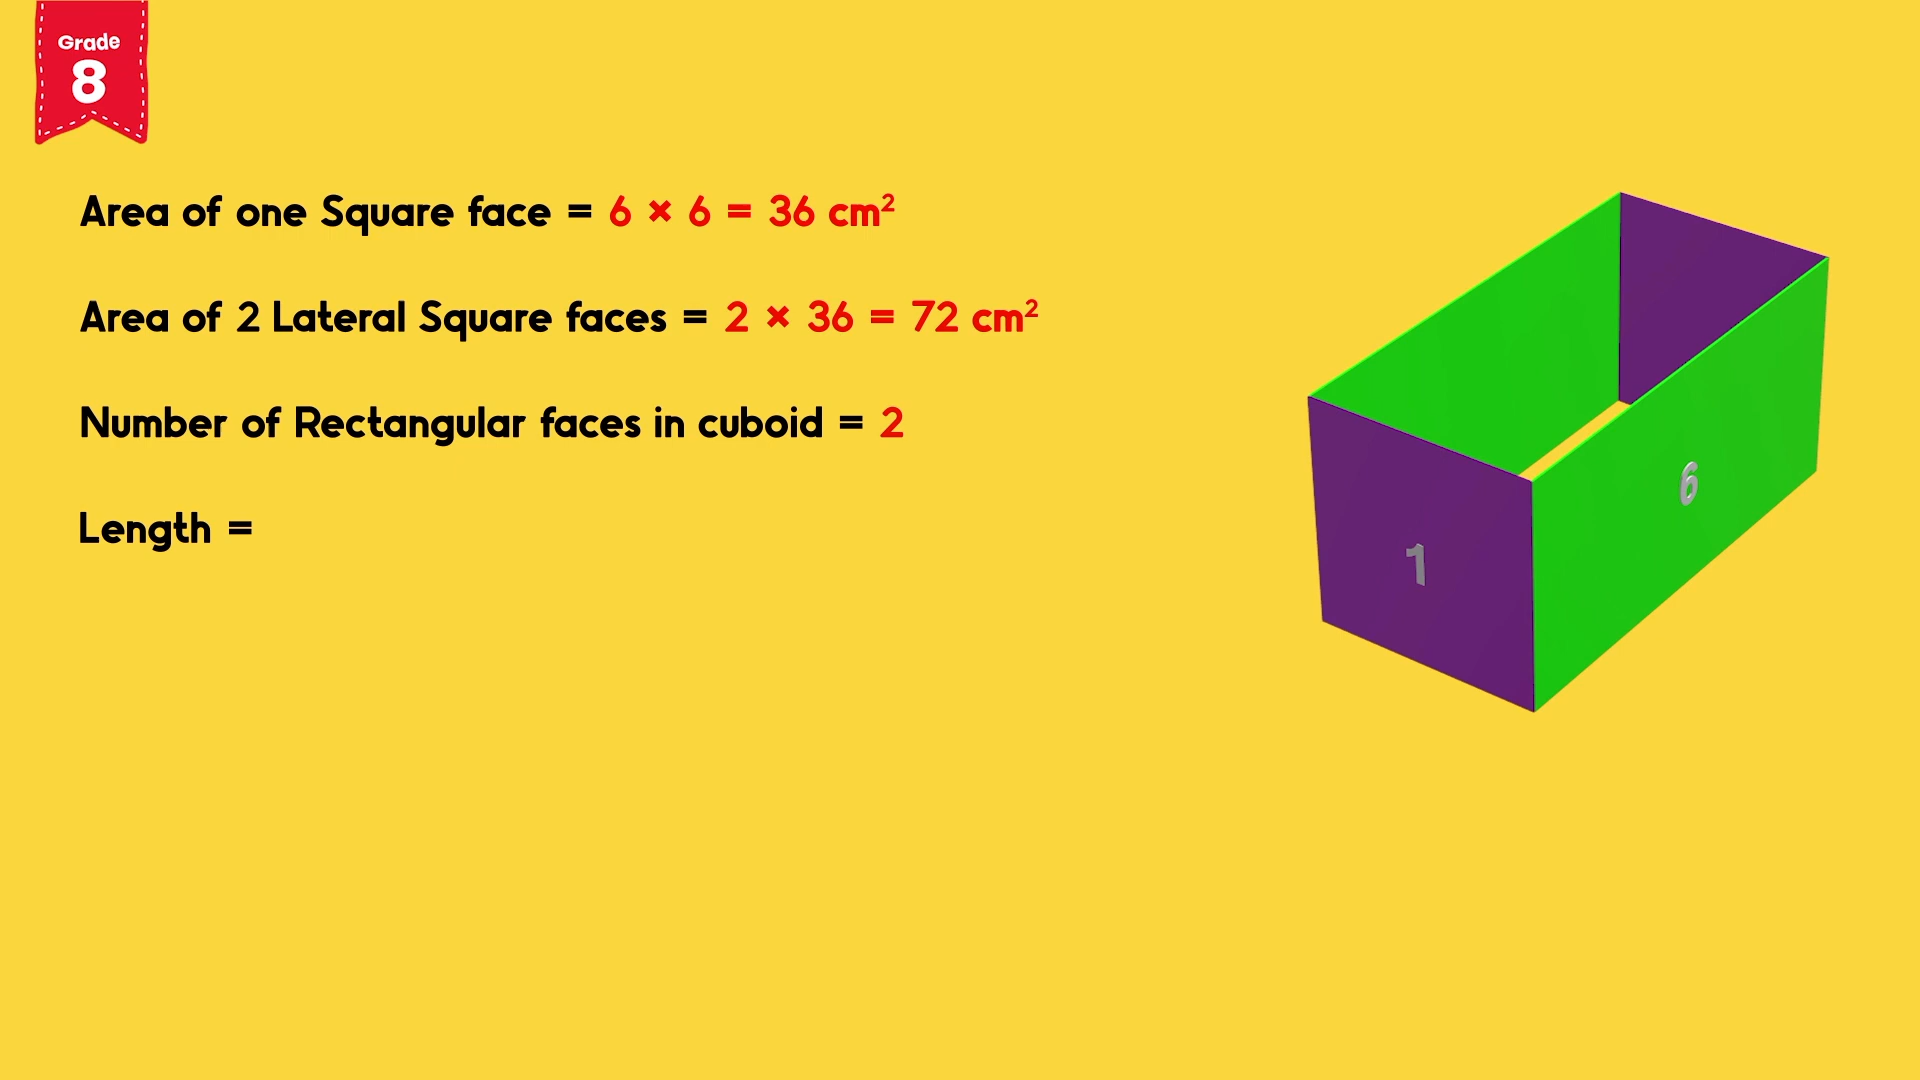 Grade
8
Area of one Square face = 6 × 6 = 36 cm²
Area of 2 Lateral Square faces = 2 × 36 = 72 cm²
Number of Rectangular faces in cuboid = 2
Length =
1
6